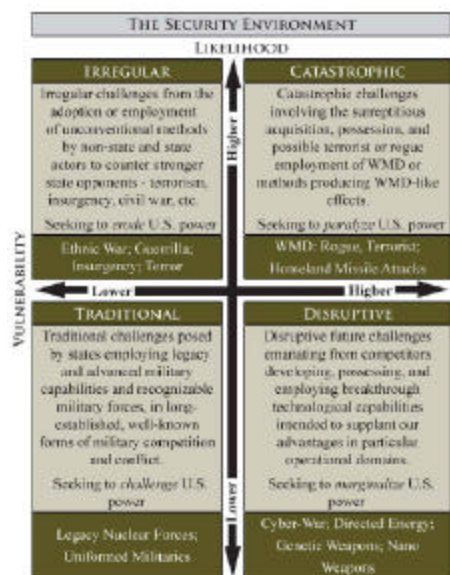 THE SECURITY ENVIRONMENT
LIKELIHOOD
IRREGULAR
Irregular challenges from the
adoption or employment
of unconventional methods
by non-state and state
actors to counter stronger
state opponents - terrorism,
insurgency, civil war, etc.
Seeking to erode U.S. power
Ethnic War; Guerrilla;
Insurgency; Terror
Higher
CATASTROPHIC
Catastrophic challenges
involving the surreptitious
acquisition, possession, and
possible terrorist or rogue
employment of WMD or
methods producing WMD-like
effects.
Seeking to paralyze U.S. power
WMD: Rogue, Terrorist;
Homeland Missile Attacks
VULNERABILITY
Lower
Higher
TRADITIONAL
Traditional challenges posed
by states employing legacy
and advanced military
capabilities and recognizable
military forces, in long-
established, well-known
forms of military competition
and conflict.
Seeking to challenge U.S.
power
Legacy Nuclear Forces;
Uniformed Militaries
Lower
DISRUPTIVE
Disruptive future challenges
emanating from competitors
developing, possessing, and
employing breakthrough
technological capabilities
intended to supplant our
advantages in particular
operational domains.
Seeking to marginalize U.S.
power
Cyber-War; Directed Energy;
Genetic Weapons; Nano
Weapons